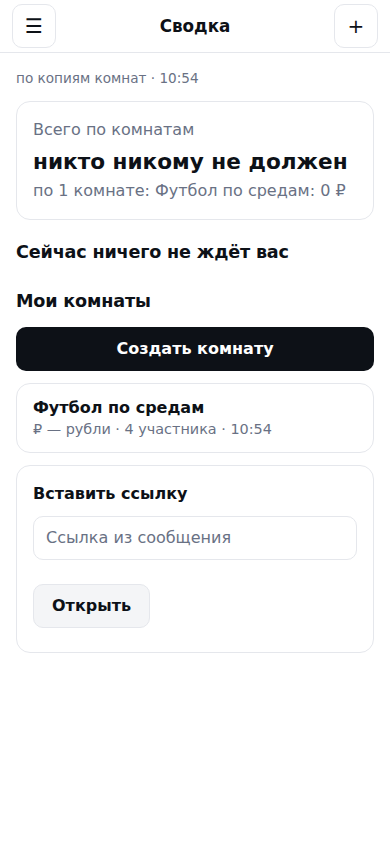 ☰ Сводка +
по копиям комнат · 10:54
Всего по комнатам
никто никому не должен
по 1 комнате: Футбол по средам: 0 ₽
Сейчас ничего не ждёт вас
Мои комнаты
Создать комнату
Футбол по средам
₽ — рубли · 4 участника · 10:54
Вставить ссылку
Ссылка из сообщения
Открыть